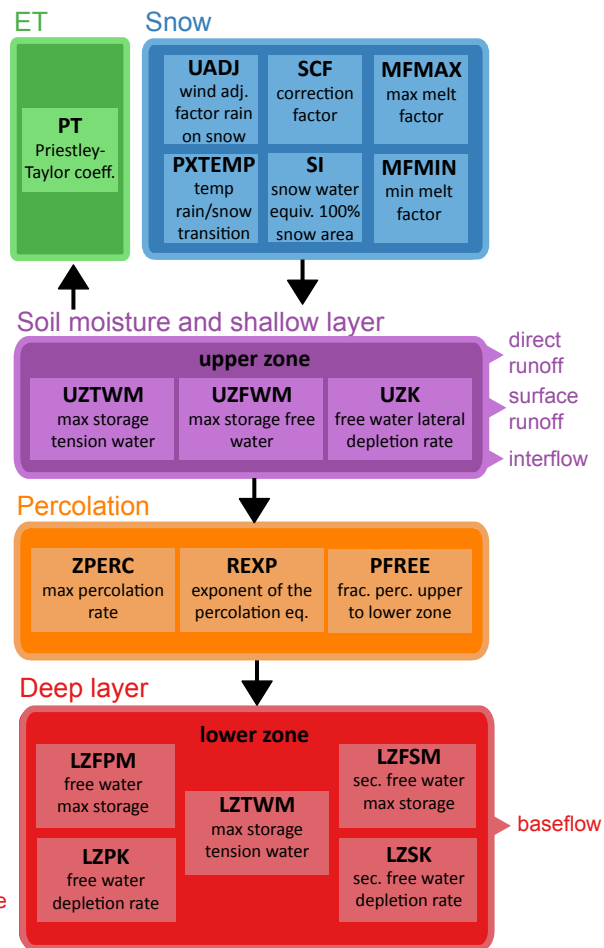 ET
PT
Priestley-
Taylor coeff.
Snow
UADJ
wind adj.
factor rain
on snow
SCF
correction
factor
MFMAX
max melt
factor
PXTEMP
temp
rain/snow
transition
SI
snow water
equiv. 100%
snow area
MFMIN
min melt
factor
Soil moisture and shallow layer
upper zone
UZTWM
max storage
tension water
UZFWM
max storage free
water
UZK
free water lateral
depletion rate
direct
runoff
surface
runoff
interflow
Percolation
ZPERC
max percolation
rate
REXP
exponent of the
percolation eq.
PFREE
frac. perc. upper
to lower zone
Deep layer
lower zone
LZFPM
free water
max storage
LZPK
free water
depletion rate
LZTWM
max storage
tension water
LZFSM
sec. free water
max storage
LZSK
sec. free water
depletion rate
baseflow
e